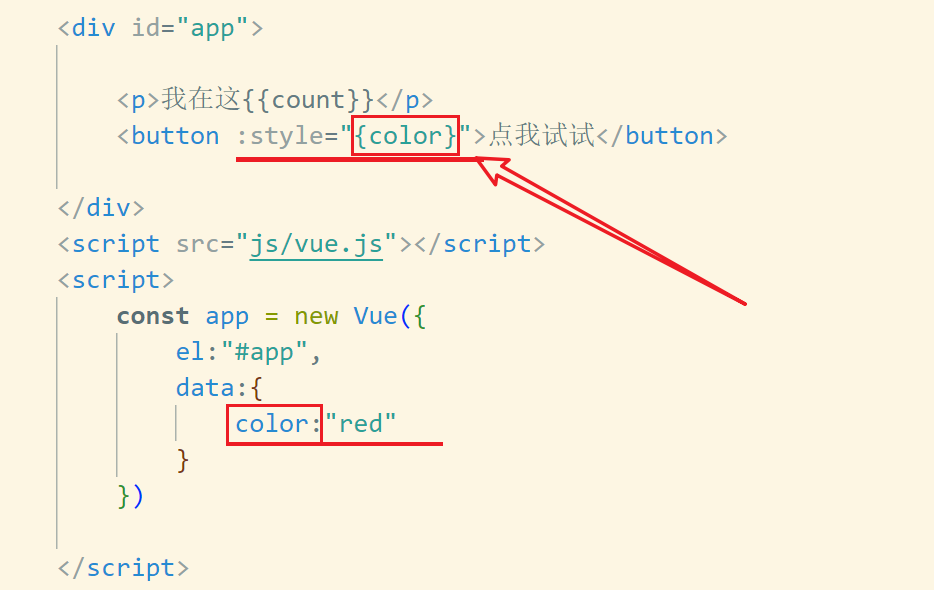 <div id="app">
<p>我在这{{count}}</p>
<button :style="{color}">点我试试</button>
</div>
<script src="js/vue.js"></script>
<script>
const app = new Vue({
el:"#app",
data:{
color:"red"
}
})
</script>